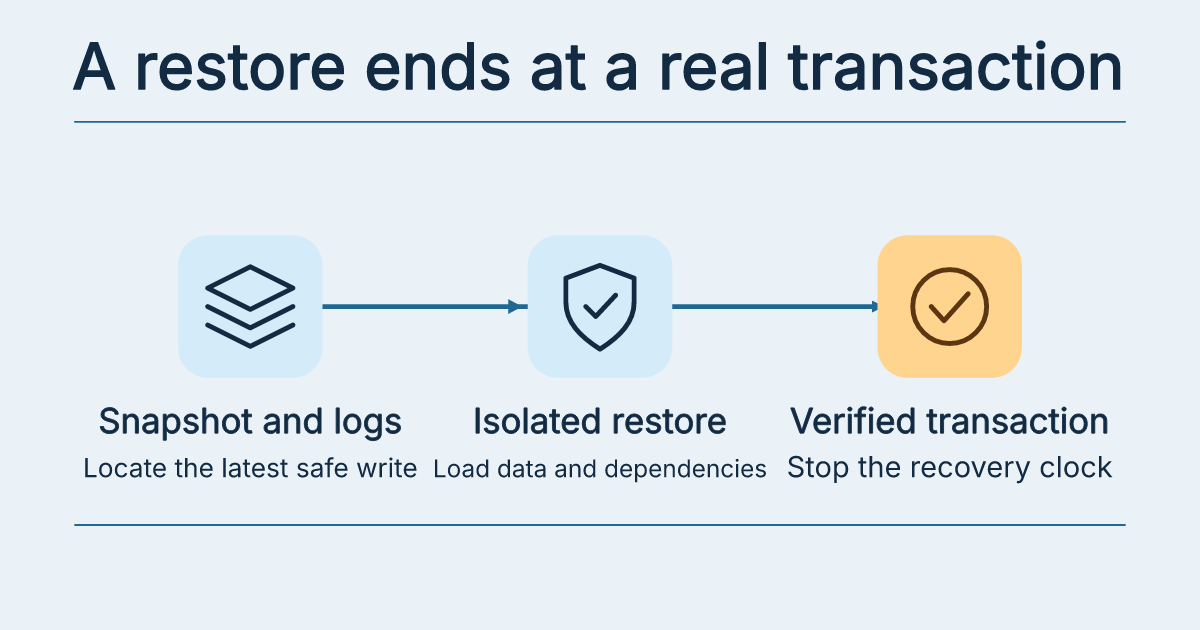 A restore ends at a real transaction
Snapshot and logs
Locate the latest safe write
Isolated restore
Load data and dependencies
Verified transaction
Stop the recovery clock